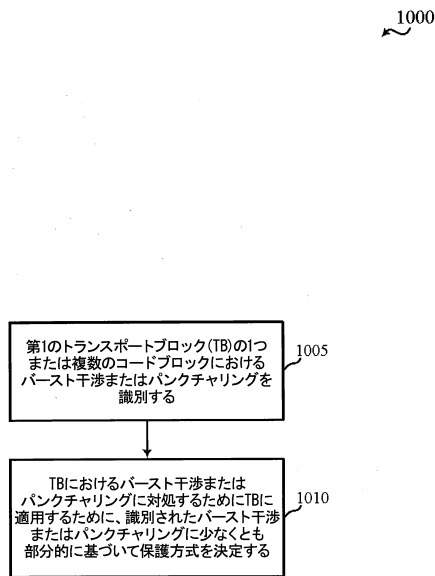 1000
第1のトランスポートブロック(TB)の1つ
または複数のコードブロックにおける
バースト干渉またはパンクチャリングを
識別する
1005
TBにおけるバースト干渉または
パンクチャリングに対処するためにTBに
適用するために、識別されたバースト干渉
またはパンクチャリングに少なくとも
部分的に基づいて保護方式を決定する
1010